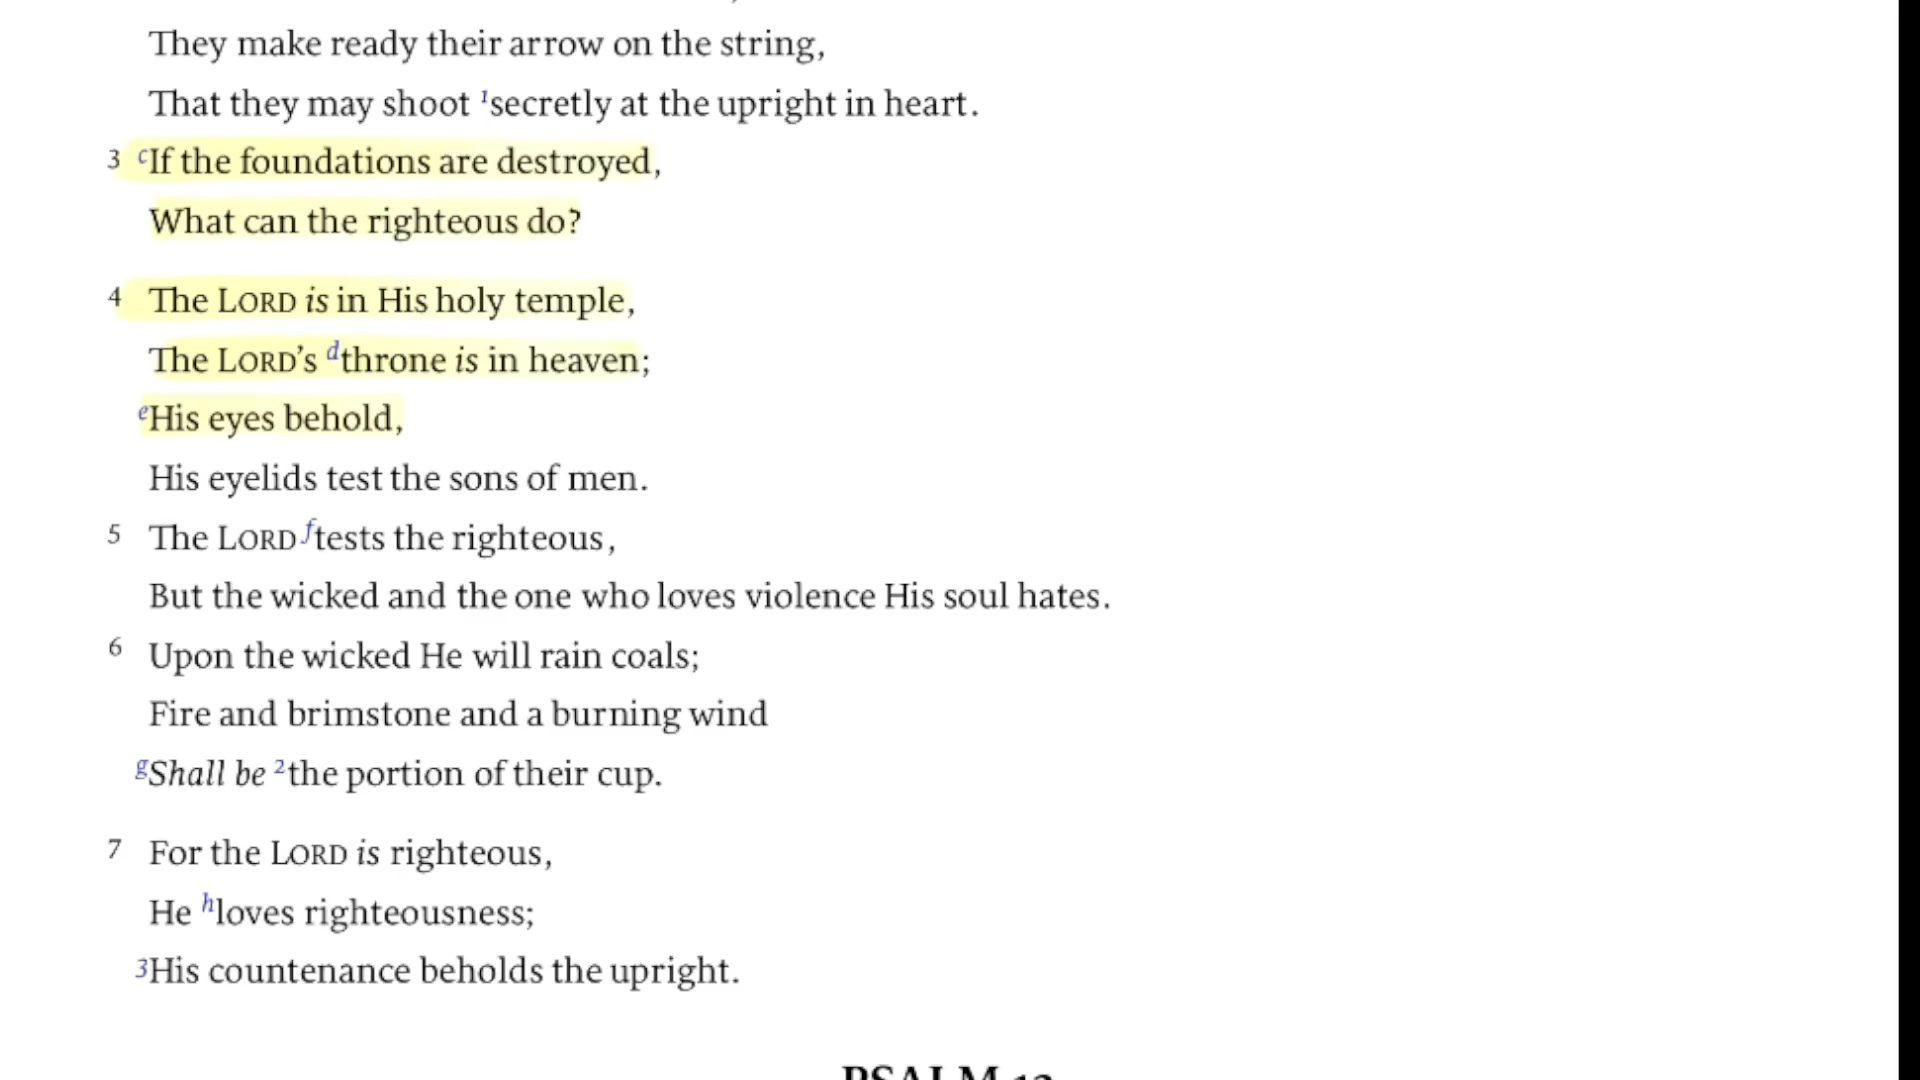 They make ready their arrow on the string,
That they may shoot 1secretly at the upright in heart.
3 cIf the foundations are destroyed,
What can the righteous do?
4 The LORD is in His holy temple,
The LORD’s dthrone is in heaven;
eHis eyes behold,
His eyelids test the sons of men.
5 The LORD ftests the righteous,
But the wicked and the one who loves violence His soul hates.
6 Upon the wicked He will rain coals;
Fire and brimstone and a burning wind
gShall be 2the portion of their cup.
7 For the LORD is righteous,
He hloves righteousness;
3His countenance beholds the upright.
PSALM 12